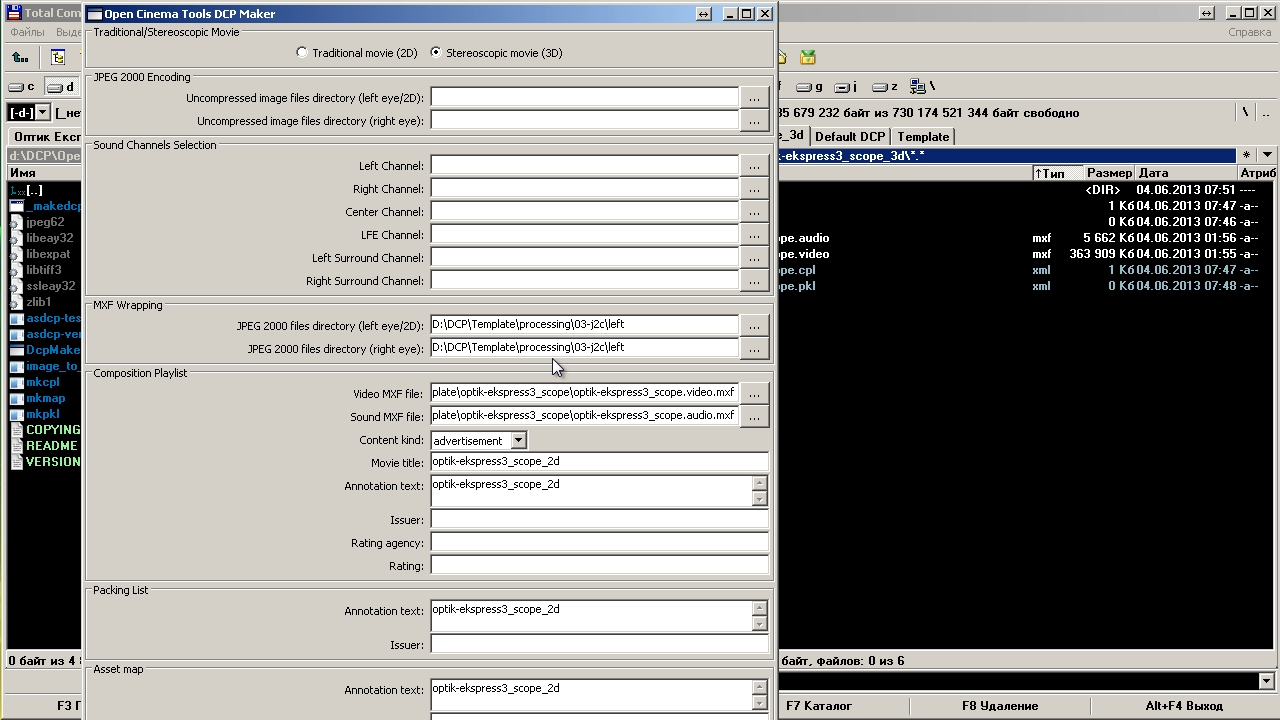 Total Com
Open Cinema Tools DCP Maker
Файлы Выде
Справка
Traditional/Stereoscopic Movie
Traditional movie (2D) Stereoscopic movie (3D)
JPEG 2000 Encoding
Uncompressed image files directory (left eye/2D): ...
Uncompressed image files directory (right eye): ...
Sound Channels Selection
Left Channel: ...
Right Channel: ...
Center Channel: ...
LFE Channel: ...
Left Surround Channel: ...
Right Surround Channel: ...
MXF Wrapping
JPEG 2000 files directory (left eye/2D): D:\DCP\Template\processing\03-j2c\left ...
JPEG 2000 files directory (right eye): D:\DCP\Template\processing\03-j2c\left ...
Composition Playlist
Video MXF file: plate\optik-ekspress3_scope\optik-ekspress3_scope.video.mxf ...
Sound MXF file: plate\optik-ekspress3_scope\optik-ekspress3_scope.audio.mxf ...
Content kind: advertisement
Movie title: optik-ekspress3_scope_2d
Annotation text: optik-ekspress3_scope_2d
Issuer:
Rating agency:
Rating:
Packing List
Annotation text: optik-ekspress3_scope_2d
Issuer:
Asset map
Annotation text: optik-ekspress3_scope_2d
c d
[-d-] [_не
Оптик Експ
d:\DCP\Ope
Имя
[..]
_makedcp
jpeg62
libeay32
libexpat
libtiff3
ssleay32
zlib1
asdcp-tes
asdcp-ver
DcpMake
image_to_
mkcpl
mkmap
mkpkl
COPYING
README
VERSION
0 байт из 4 8
F3 П
f g i z \
35 679 232 байт из 730 174 521 344 байт свободно \ ..
e_3d Default DCP Template
k-ekspress3_scope_3d\*.* *
↑Тип Размер Дата Атриб
<DIR> 04.06.2013 07:51 ----
1 Кб 04.06.2013 07:47 -a--
0 Кб 04.06.2013 07:46 -a--
ope.audio mxf 5 662 Кб 04.06.2013 01:56 -a--
ope.video mxf 363 909 Кб 04.06.2013 01:55 -a--
ope.cpl xml 1 Кб 04.06.2013 07:47 -a--
ope.pkl xml 0 Кб 04.06.2013 07:48 -a--
байт, файлов: 0 из 6
F7 Каталог F8 Удаление Alt+F4 Выход